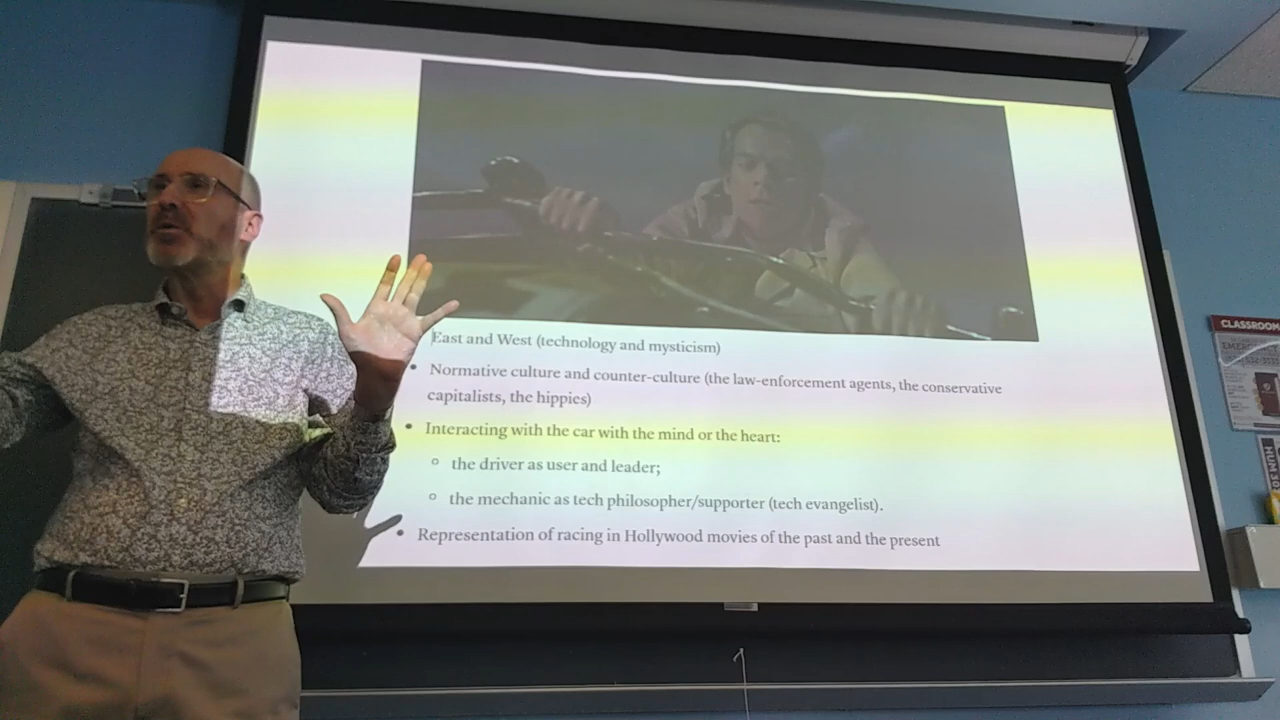 East and West (technology and mysticism)
• Normative culture and counter-culture (the law-enforcement agents, the conservative
capitalists, the hippies)
• Interacting with the car with the mind or the heart:
○ the driver as user and leader;
○ the mechanic as tech philosopher/supporter (tech evangelist).
• Representation of racing in Hollywood movies of the past and the present
CLASSROOM